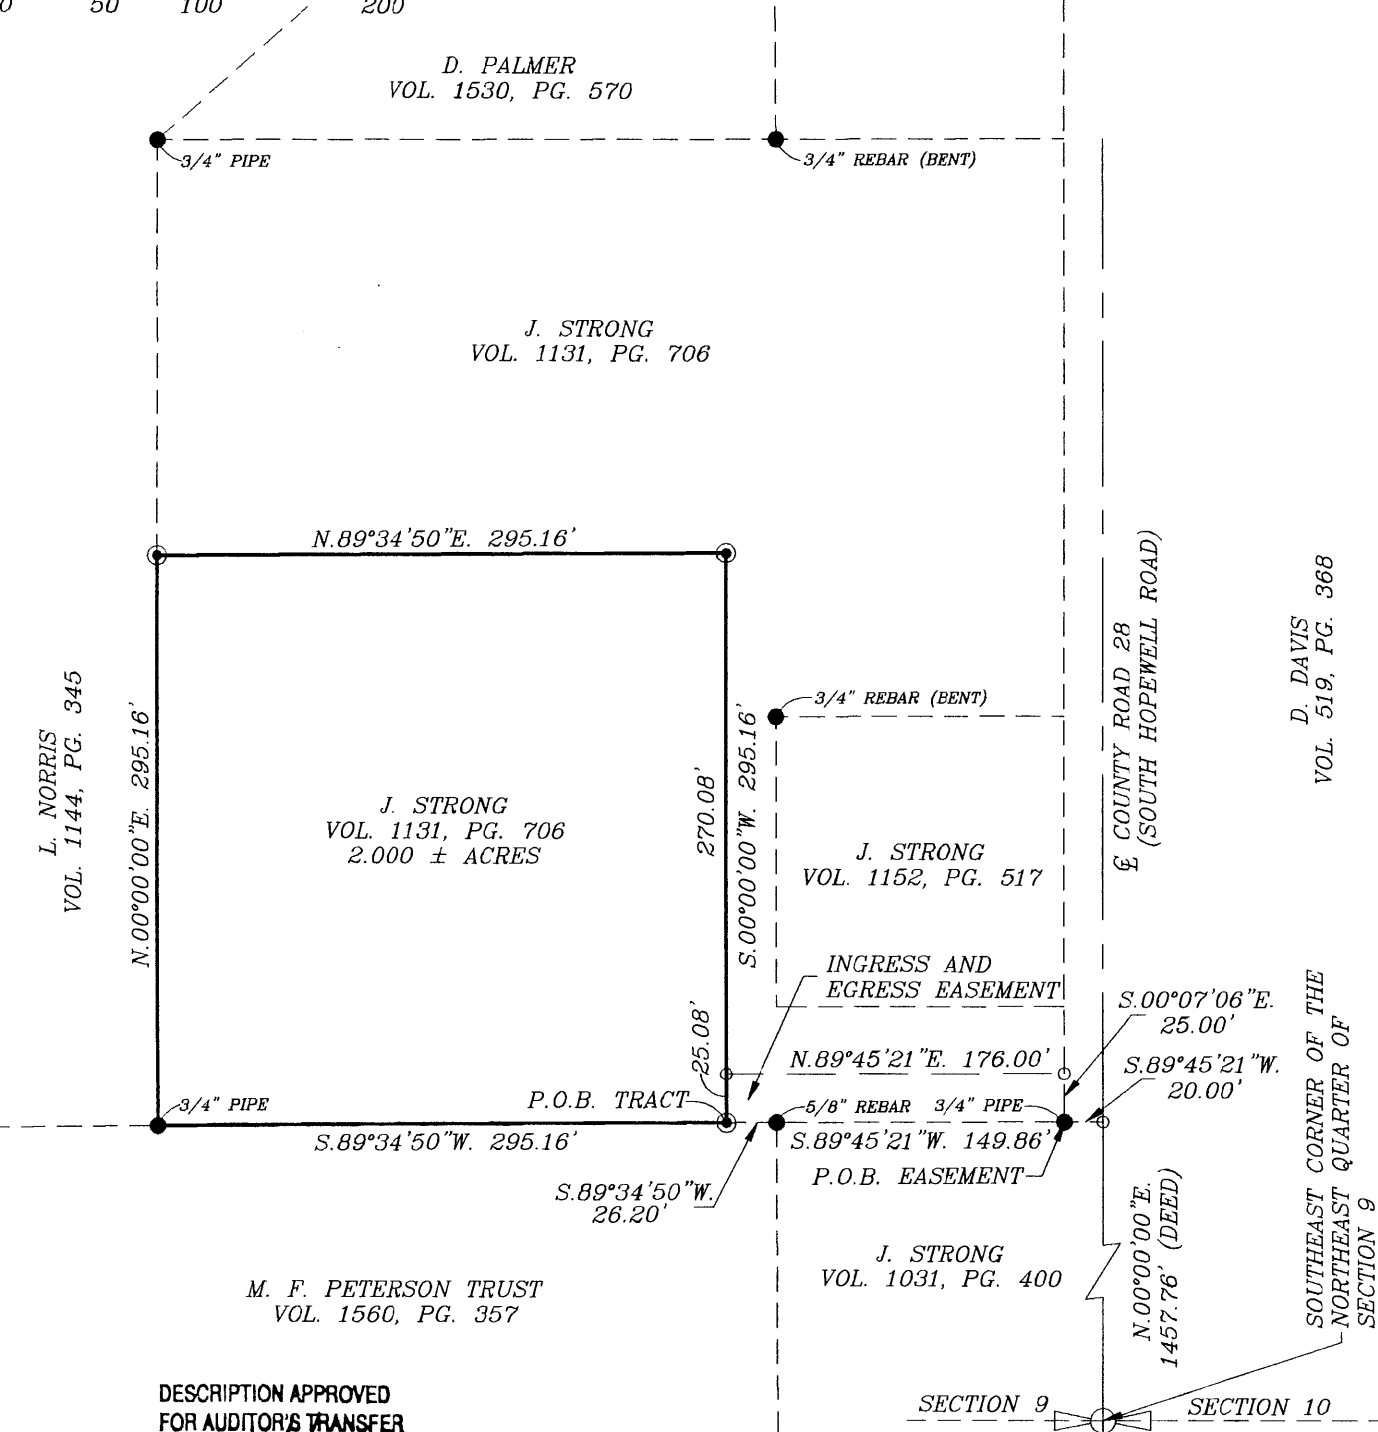 0 50 100 200
D. PALMER
VOL. 1530, PG. 570
3/4" PIPE
3/4" REBAR (BENT)
J. STRONG
VOL. 1131, PG. 706
N.89°34'50"E. 295.16'
L. NORRIS
VOL. 1144, PG. 345
N.00°00'00"E. 295.16'
J. STRONG
VOL. 1131, PG. 706
2.000 ± ACRES
270.08'
S.00°00'00"W. 295.16'
25.08'
3/4" REBAR (BENT)
J. STRONG
VOL. 1152, PG. 517
℄ COUNTY ROAD 28
(SOUTH HOPEWELL ROAD)
D. DAVIS
VOL. 519, PG. 368
INGRESS AND
EGRESS EASEMENT
S.00°07'06"E.
25.00'
N.89°45'21"E. 176.00'
S.89°45'21"W.
20.00'
3/4" PIPE
P.O.B. TRACT
5/8" REBAR
3/4" PIPE
S.89°34'50"W. 295.16'
S.89°45'21"W. 149.86'
P.O.B. EASEMENT
S.89°34'50"W.
26.20'
J. STRONG
VOL. 1031, PG. 400
M. F. PETERSON TRUST
VOL. 1560, PG. 357
N.00°00'00"E.
1457.76' (DEED)
SOUTHEAST CORNER OF THE
NORTHEAST QUARTER OF
SECTION 9
DESCRIPTION APPROVED
FOR AUDITOR'S TRANSFER
SECTION 9
SECTION 10